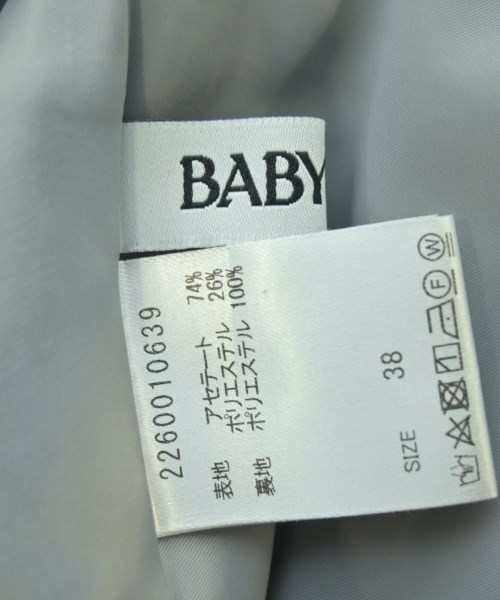 BABY
2260010639
表地 アセテート 74%
ポリエステル 26%
裏地 ポリエステル 100%
SIZE 38
F W